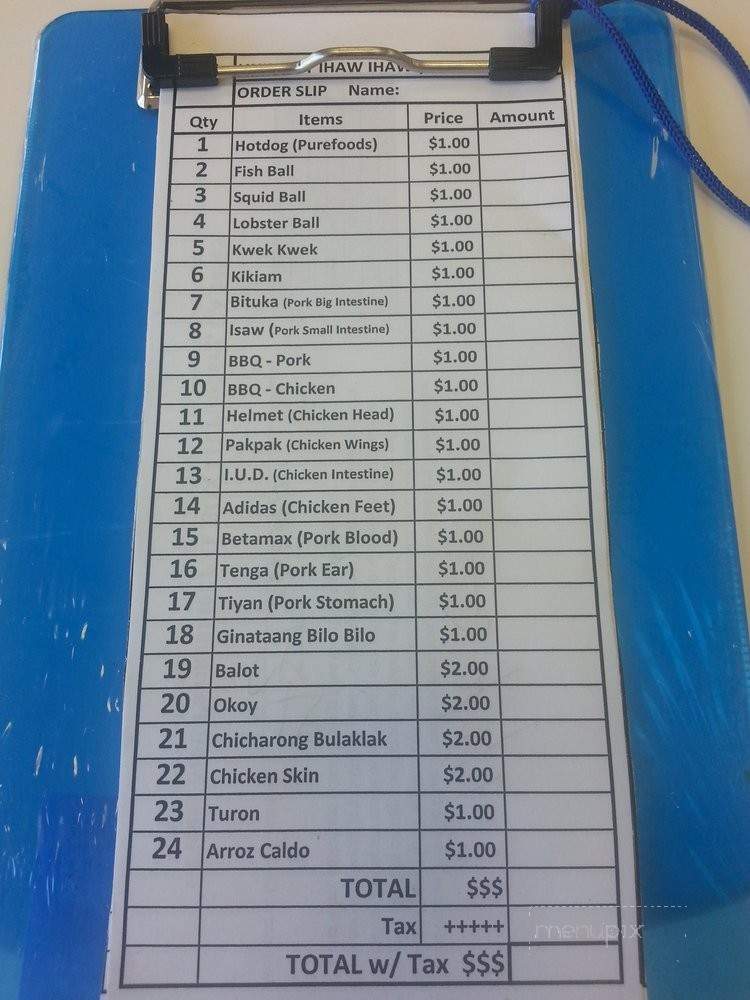 IHAW IHAW
ORDER SLIP Name:
Qty Items Price Amount
1 Hotdog (Purefoods) $1.00
2 Fish Ball $1.00
3 Squid Ball $1.00
4 Lobster Ball $1.00
5 Kwek Kwek $1.00
6 Kikiam $1.00
7 Bituka (Pork Big Intestine) $1.00
8 Isaw (Pork Small Intestine) $1.00
9 BBQ - Pork $1.00
10 BBQ - Chicken $1.00
11 Helmet (Chicken Head) $1.00
12 Pakpak (Chicken Wings) $1.00
13 I.U.D. (Chicken Intestine) $1.00
14 Adidas (Chicken Feet) $1.00
15 Betamax (Pork Blood) $1.00
16 Tenga (Pork Ear) $1.00
17 Tiyan (Pork Stomach) $1.00
18 Ginataang Bilo Bilo $1.00
19 Balot $2.00
20 Okoy $2.00
21 Chicharong Bulaklak $2.00
22 Chicken Skin $2.00
23 Turon $1.00
24 Arroz Caldo $1.00
TOTAL $$$
Tax +++++
menupix
TOTAL w/ Tax $$$